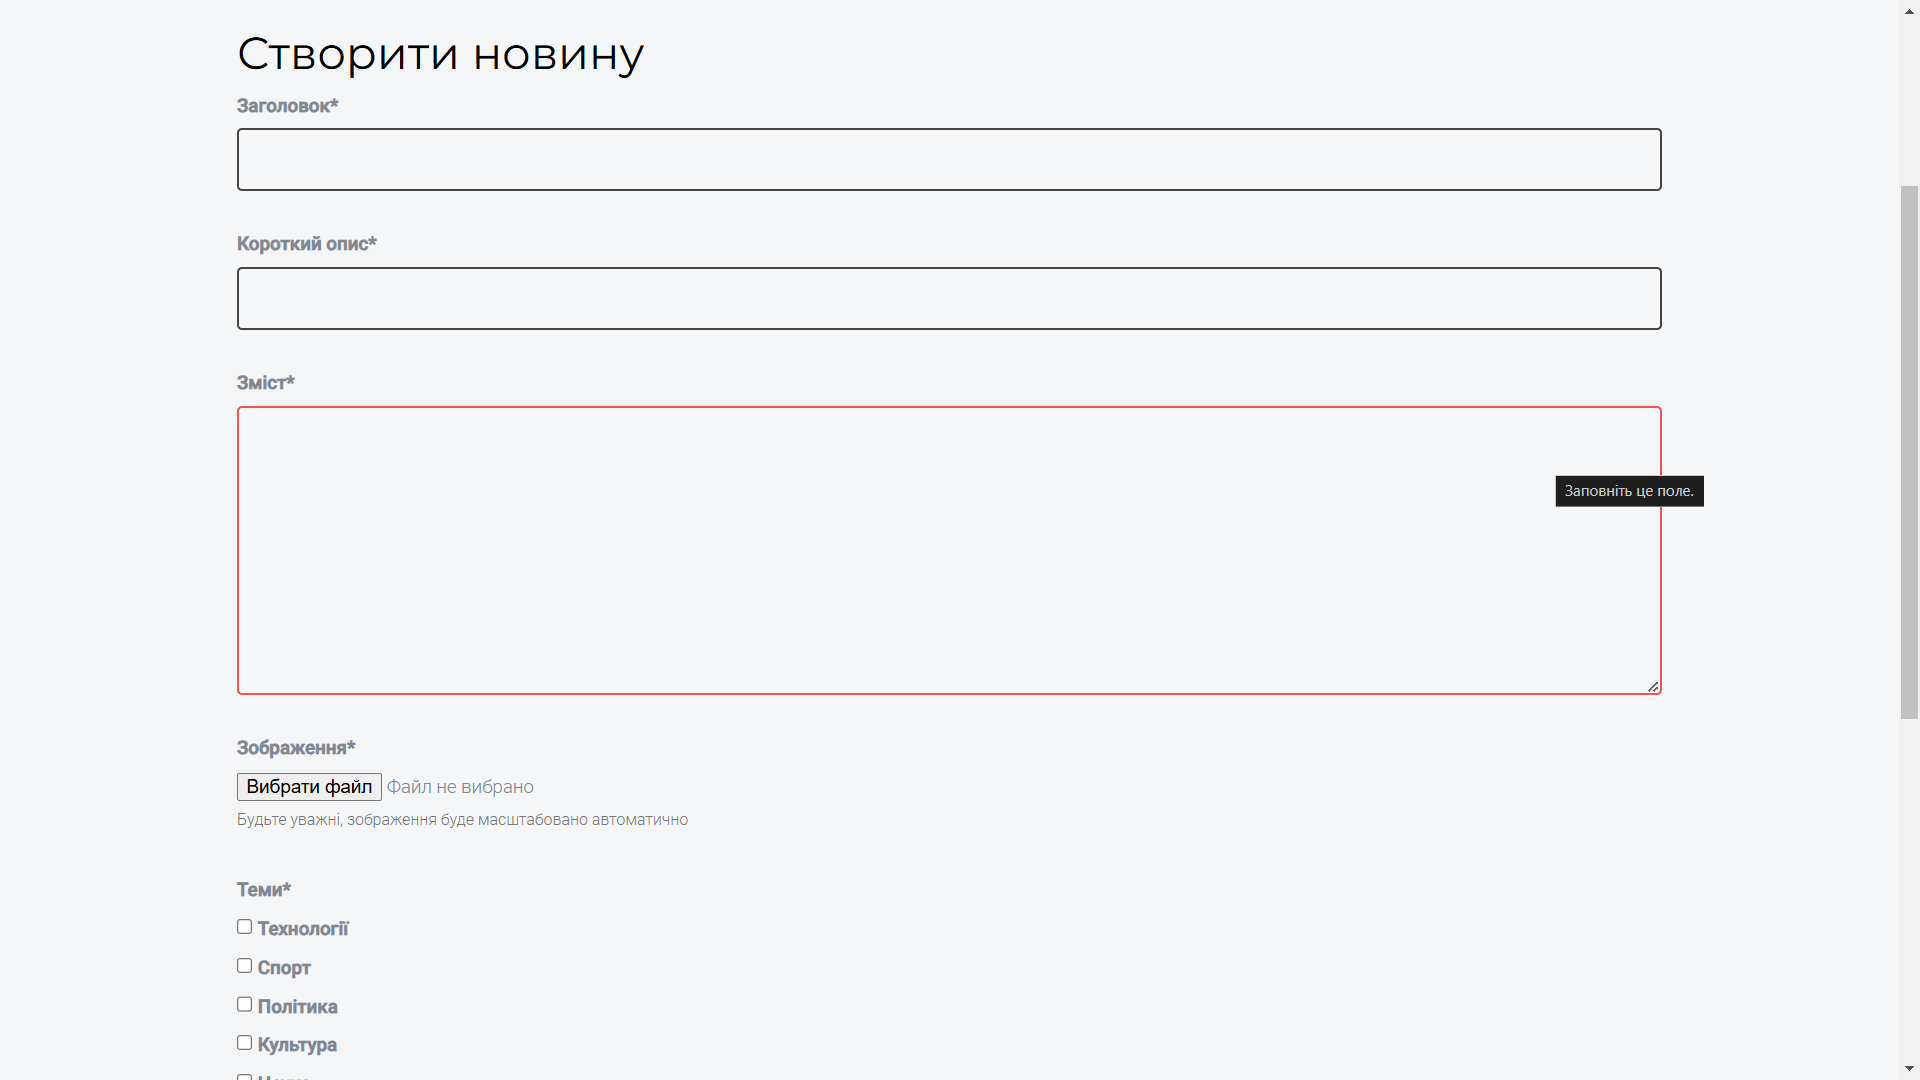 Створити новину
Заголовок*
Короткий опис*
Зміст*
Заповніть це поле.
Зображення*
Вибрати файл Файл не вибрано
Будьте уважні, зображення буде масштабовано автоматично
Теми*
Технології
Спорт
Політика
Культура